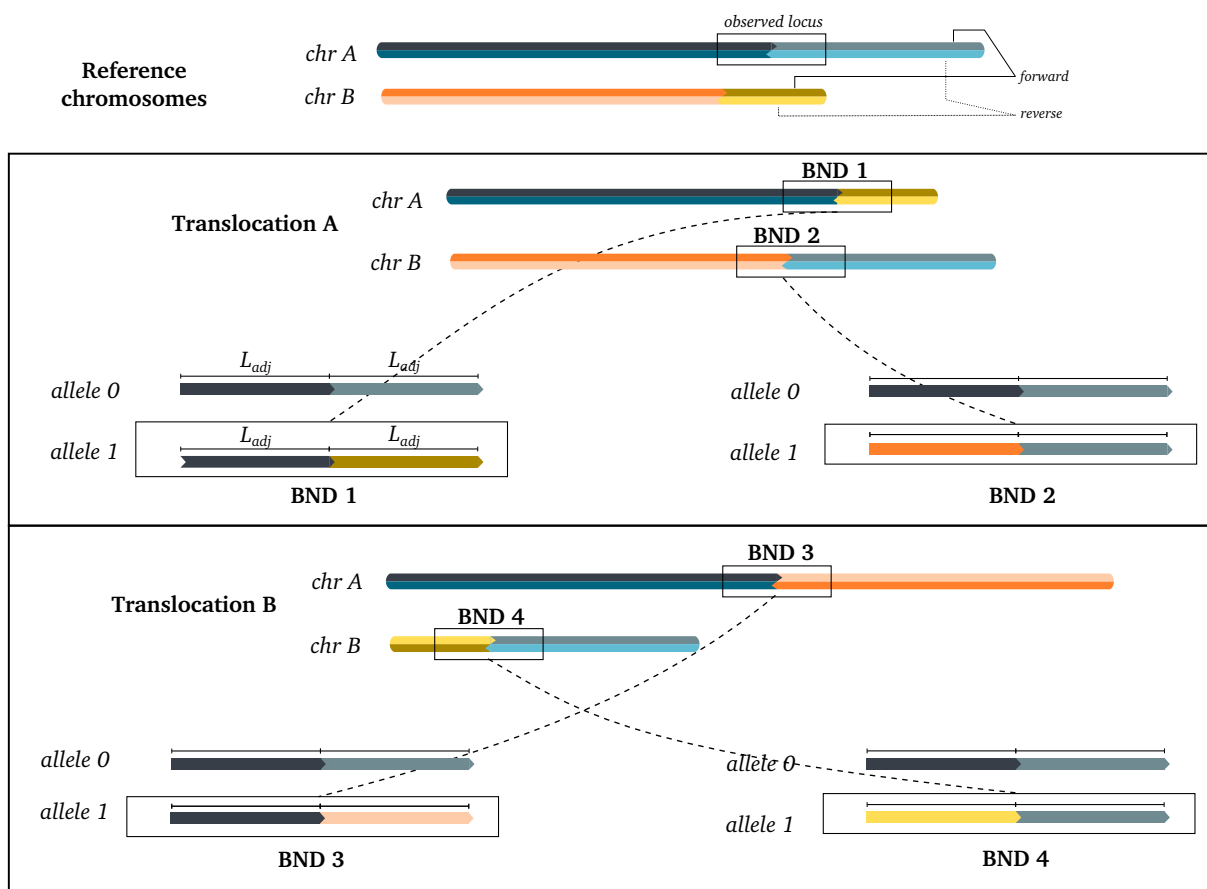 observed locus
chr A
Reference
chromosomes
forward
chr B
reverse
BND 1
chr A
Translocation A
BND 2
chr B
L_adj L_adj
allele 0
allele 0
L_adj L_adj
allele 1
allele 1
BND 1
BND 2
BND 3
chr A
Translocation B
BND 4
chr B
allele 0
allele 0
allele 1
allele 1
BND 3
BND 4